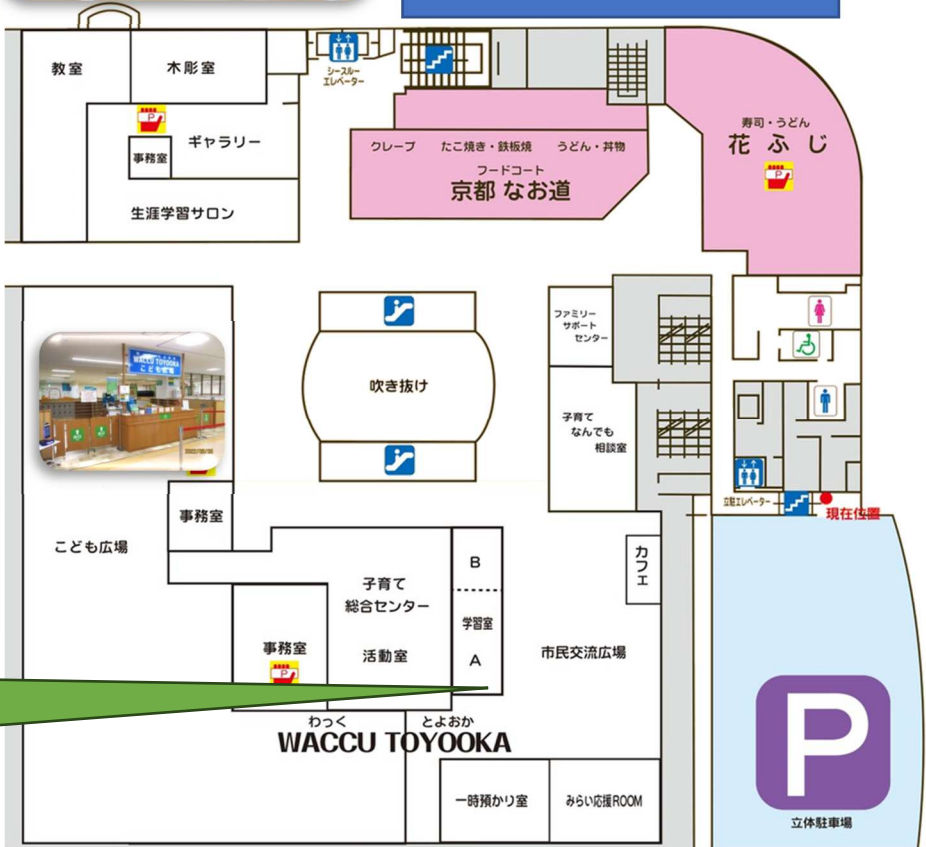 教室
木彫室
シースルー
エレベーター
ギャラリー
事務室
生涯学習サロン
クレープ
たこ焼き・鉄板焼
うどん・丼物
フードコート
京都 なお道
寿司・うどん
花 ふ じ
P
吹き抜け
ファミリー
サポート
センター
子育て
なんでも
相談室
WACCU TOYOOKA
こども広場
事務室
こども広場
立駐エレベーター
現在位置
カフェ
B
学習室
A
子育て
総合センター
活動室
事務室
市民交流広場
わっく とよおか
WACCU TOYOOKA
一時預かり室
みらい応援ROOM
P
立体駐車場